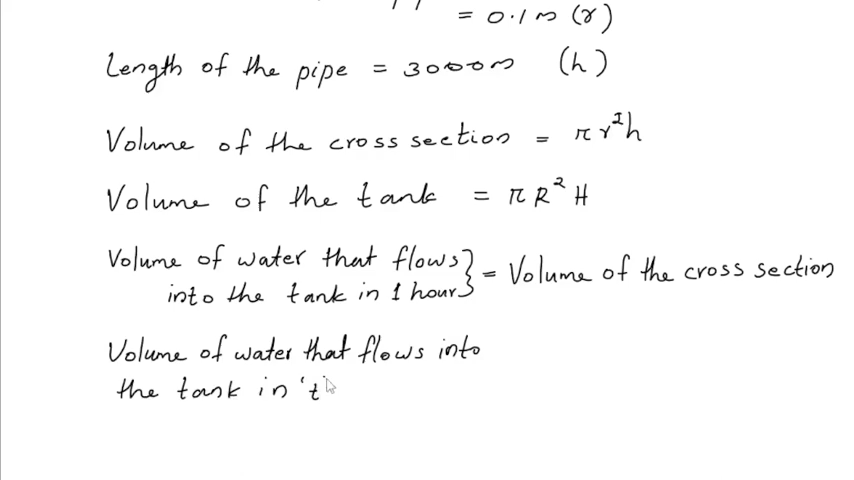 = 0.1 m (r)
Length of the pipe = 3000m (h)
Volume of the cross section = πr²h
Volume of the tank = πR²H
Volume of water that flows
into the tank in 1 hour} = Volume of the cross section
Volume of water that flows into
the tank in 't